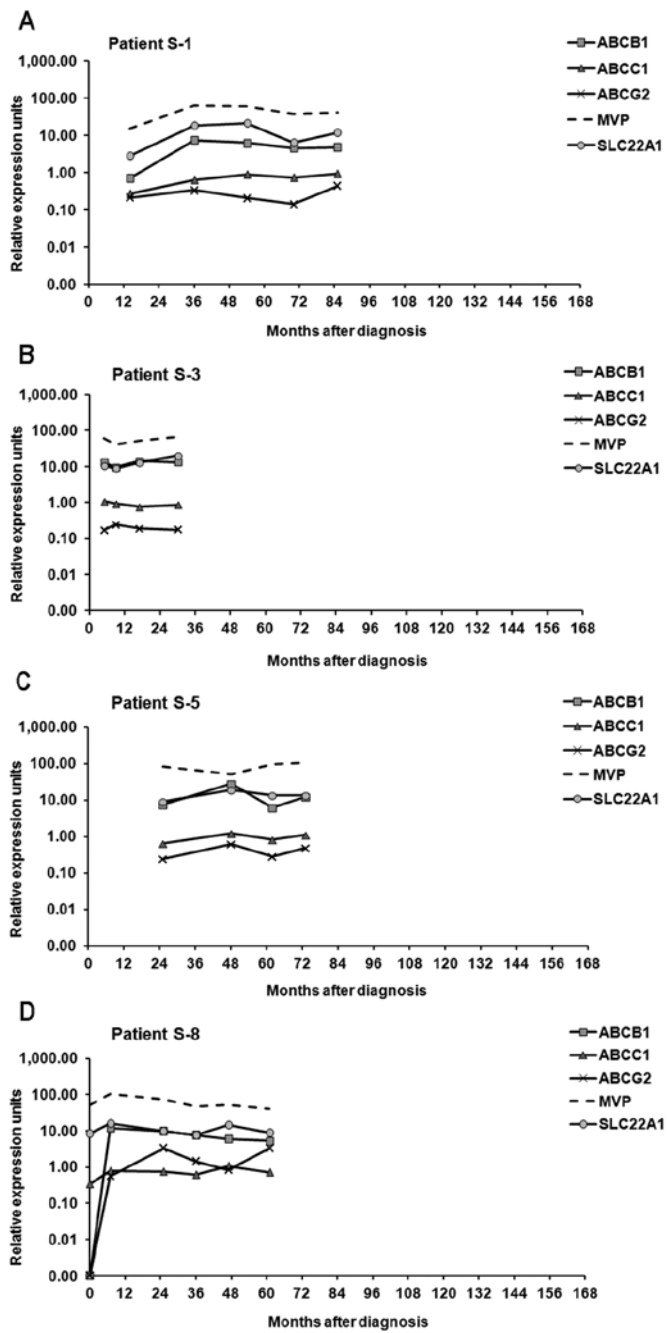 A
Patient S-1
ABCB1
ABCC1
ABCG2
MVP
SLC22A1
Relative expression units
1,000.00
100.00
10.00
1.00
0.10
0.01
0.00
0 12 24 36 48 60 72 84 96 108 120 132 144 156 168
Months after diagnosis
B
Patient S-3
ABCB1
ABCC1
ABCG2
MVP
SLC22A1
Relative expression units
1,000.00
100.00
10.00
1.00
0.10
0.01
0.00
0 12 24 36 48 60 72 84 96 108 120 132 144 156 168
Months after diagnosis
C
Patient S-5
ABCB1
ABCC1
ABCG2
MVP
SLC22A1
Relative expression units
1,000.00
100.00
10.00
1.00
0.10
0.01
0.00
0 12 24 36 48 60 72 84 96 108 120 132 144 156 168
Months after diagnosis
D
Patient S-8
ABCB1
ABCC1
ABCG2
MVP
SLC22A1
Relative expression units
1,000.00
100.00
10.00
1.00
0.10
0.01
0.00
0 12 24 36 48 60 72 84 96 108 120 132 144 156 168
Months after diagnosis